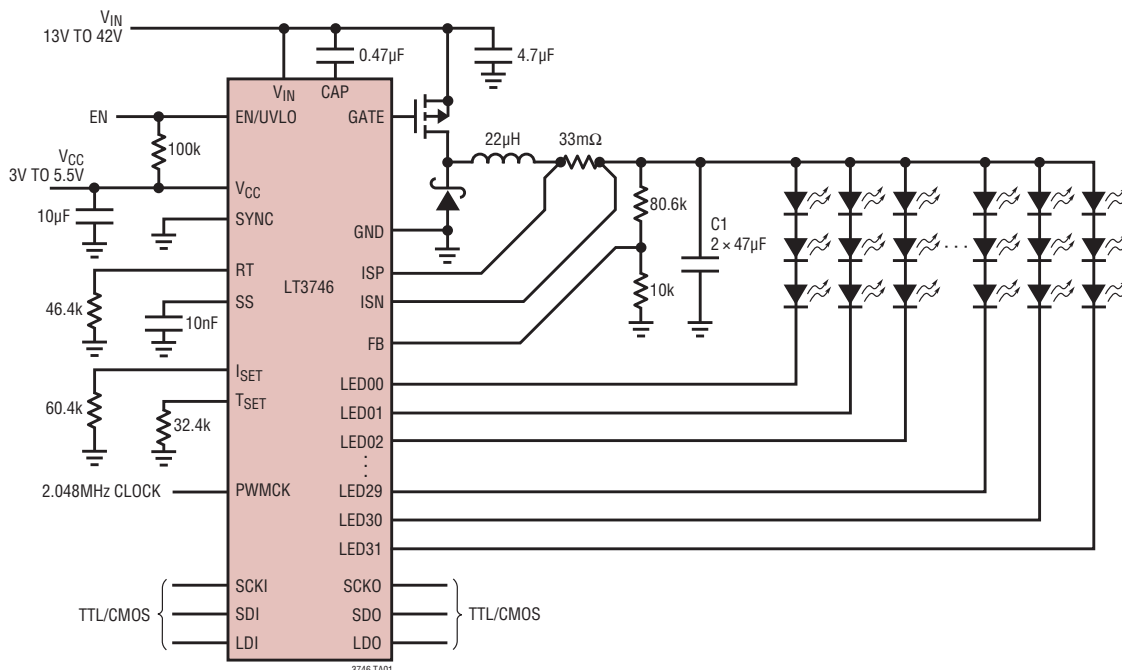 VIN
13V TO 42V
0.47µF
4.7µF
VIN
CAP
EN
EN/UVLO
GATE
100k
22µH
33mΩ
VCC
3V TO 5.5V
VCC
10µF
SYNC
GND
80.6k
C1
2 × 47µF
...
RT
ISP
LT3746
46.4k
SS
ISN
10k
10nF
FB
ISET
LED00
60.4k
TSET
32.4k
LED01
LED02
...
2.048MHz CLOCK
PWMCK
LED29
LED30
LED31
SCKI
SCKO
TTL/CMOS
SDI
SDO
TTL/CMOS
LDI
LDO
3746 TA01